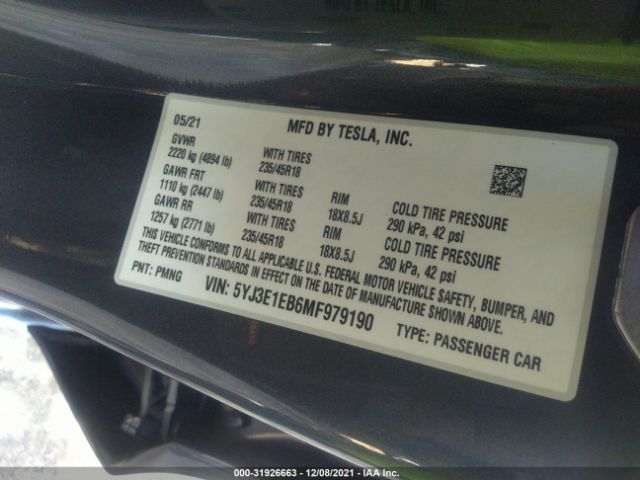 05/21
MFD BY TESLA, INC.
GVWR
2220 kg (4894 lb)
WITH TIRES
235/45R18
GAWR FRT
1110 kg (2447 lb)
WITH TIRES
235/45R18
RIM
18X8.5J
COLD TIRE PRESSURE
290 kPa, 42 psi
GAWR RR
1257 kg (2771 lb)
WITH TIRES
235/45R18
RIM
18X8.5J
COLD TIRE PRESSURE
290 kPa, 42 psi
THIS VEHICLE CONFORMS TO ALL APPLICABLE U.S. FEDERAL MOTOR VEHICLE SAFETY, BUMPER, AND
THEFT PREVENTION STANDARDS IN EFFECT ON THE DATE OF MANUFACTURE SHOWN ABOVE.
PNT: PMNG
VIN: 5YJ3E1EB6MF979190
TYPE: PASSENGER CAR
000-31926663 - 12/08/2021 - IAA Inc.